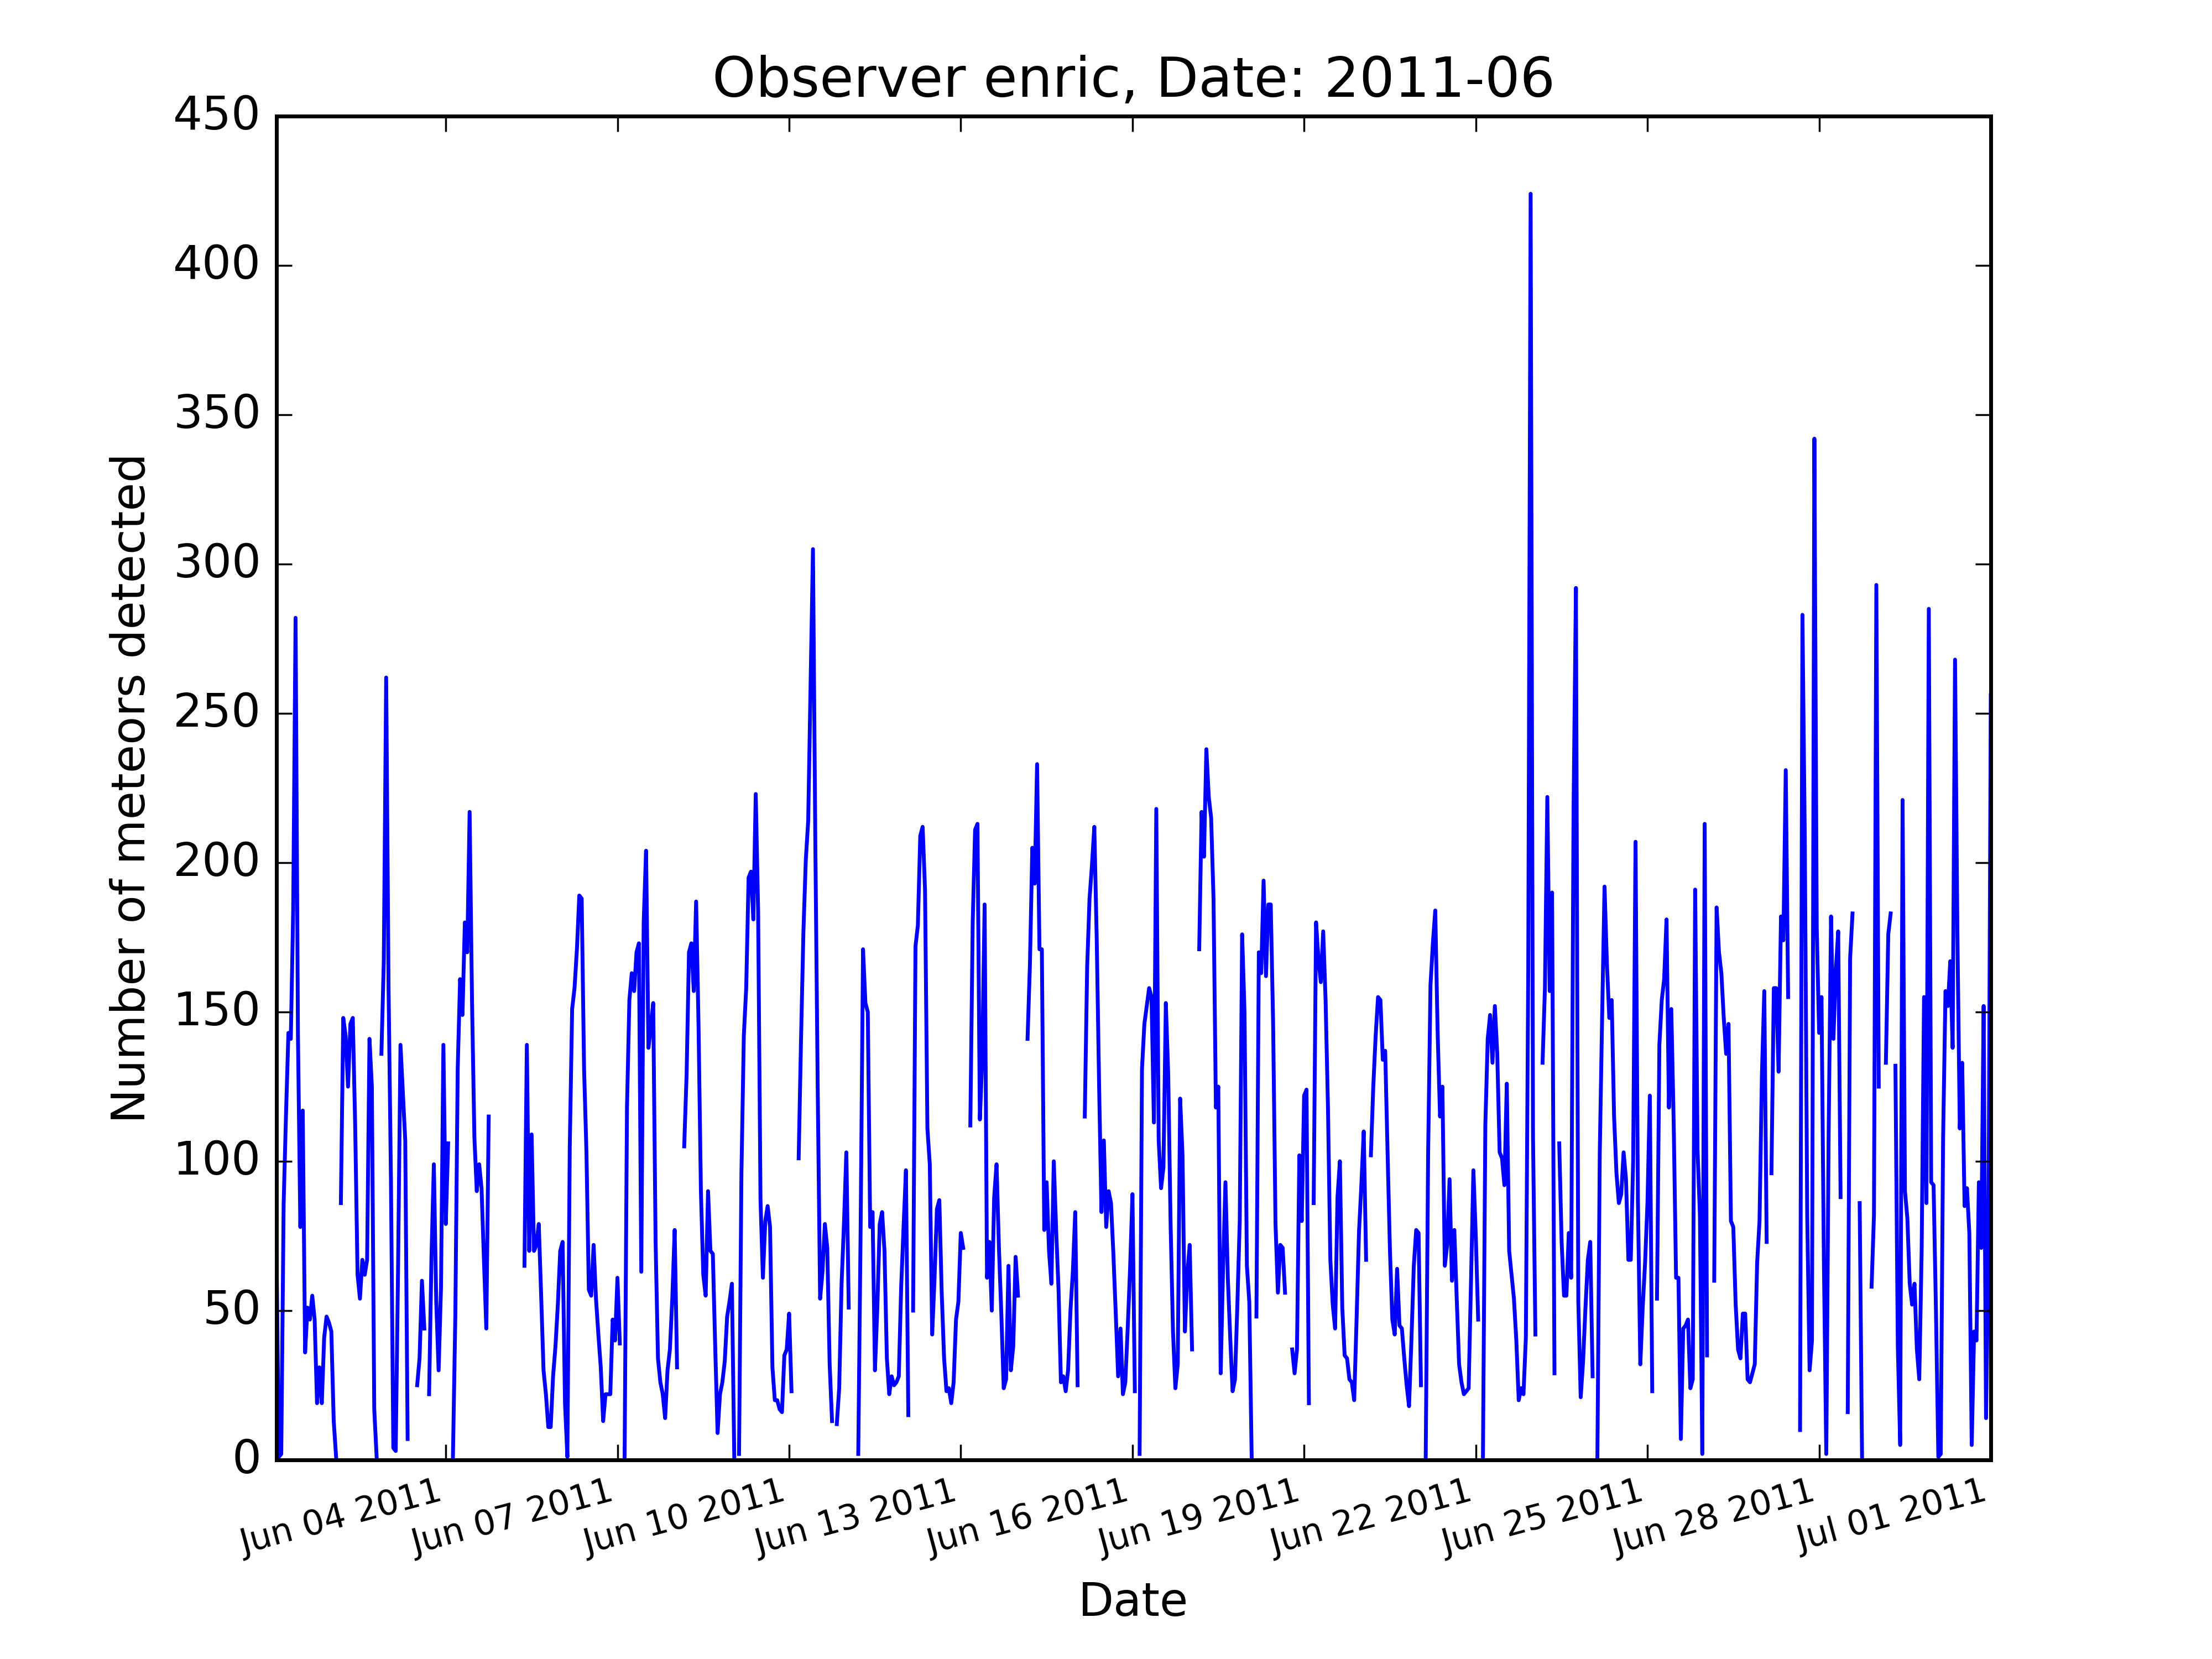 Observer enric, Date: 2011-06
450
400
350
300
250
200
150
100
50
0
Number of meteors detected
Jun 04 2011
Jun 07 2011
Jun 10 2011
Jun 13 2011
Jun 16 2011
Jun 19 2011
Jun 22 2011
Jun 25 2011
Jun 28 2011
Jul 01 2011
Date